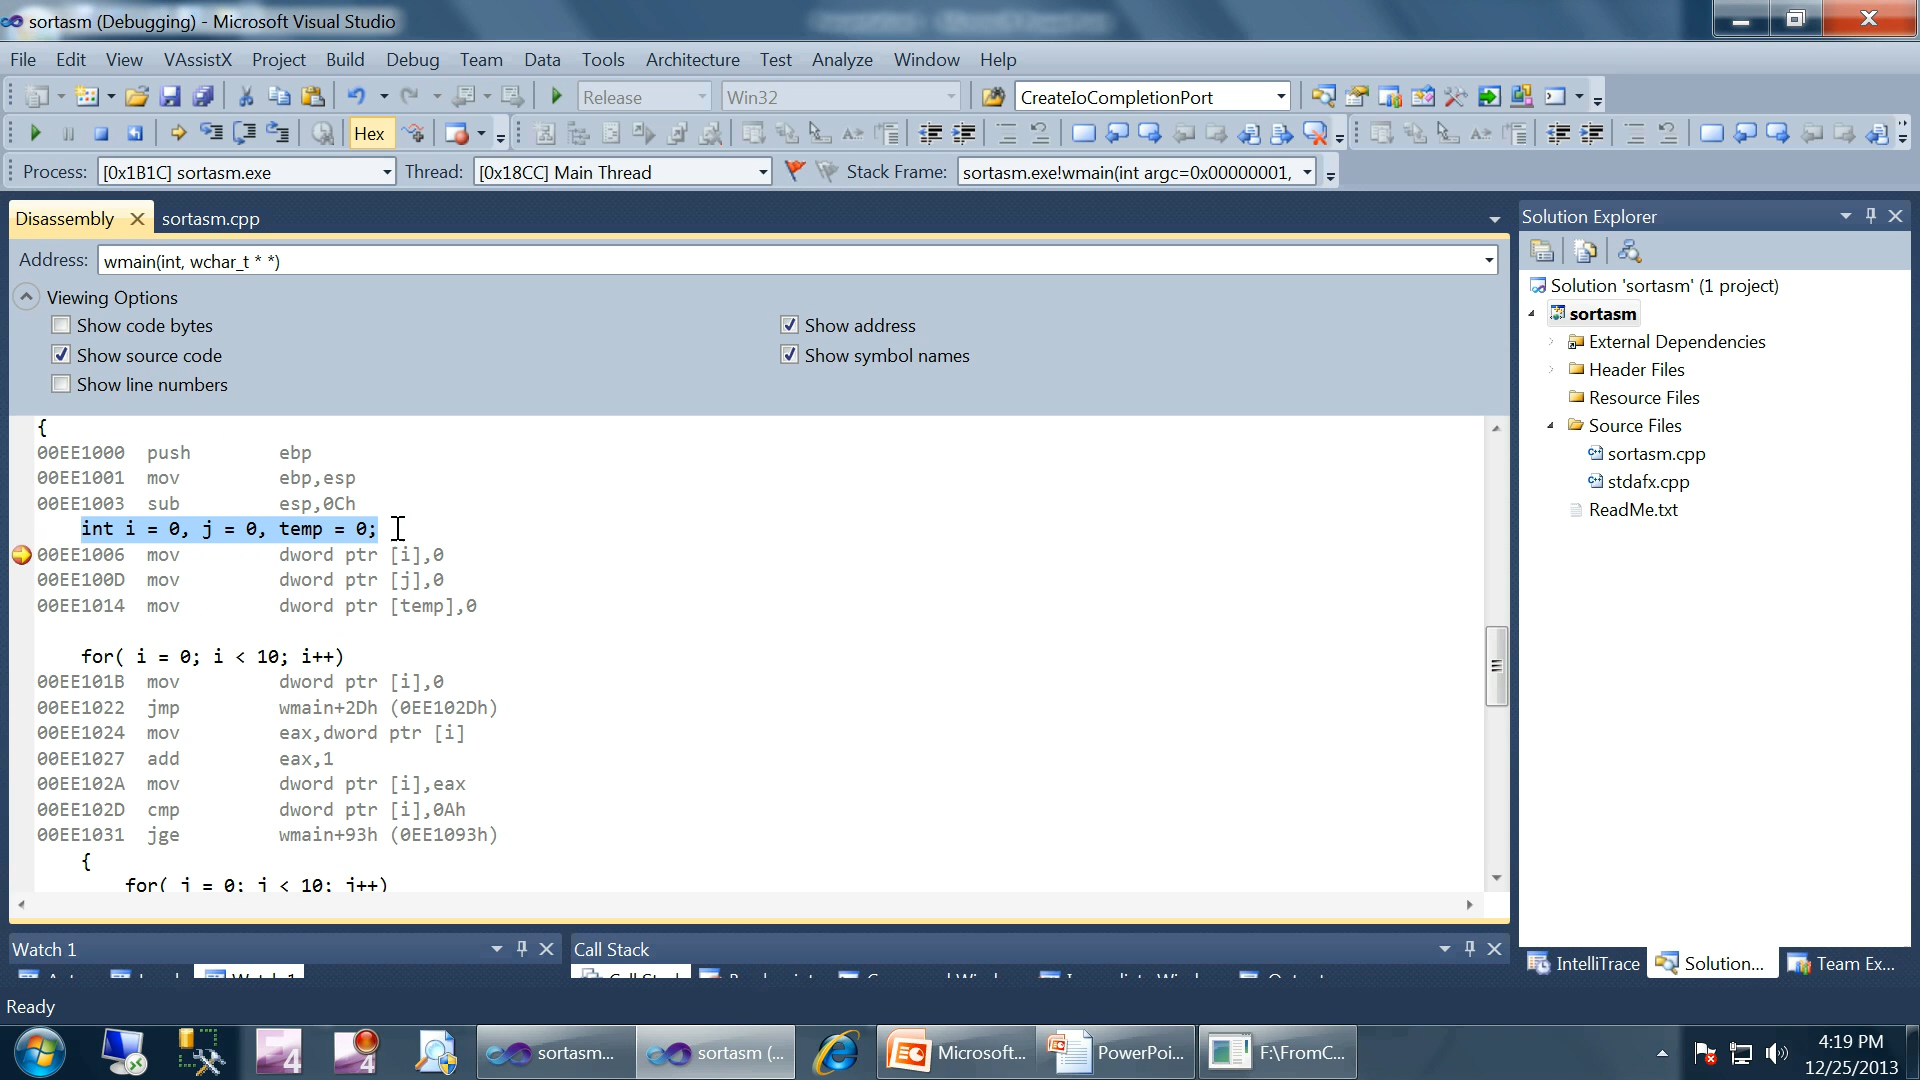 sortasm (Debugging) - Microsoft Visual Studio
File Edit View VAssistX Project Build Debug Team Data Tools Architecture Test Analyze Window Help
Release Win32 CreateIoCompletionPort
Hex
Process: [0x1B1C] sortasm.exe Thread: [0x18CC] Main Thread Stack Frame: sortasm.exe!wmain(int argc=0x00000001,
Disassembly sortasm.cpp
Address: wmain(int, wchar_t * *)
Viewing Options
Show code bytes Show address
Show source code Show symbol names
Show line numbers
{
00EE1000 push ebp
00EE1001 mov ebp,esp
00EE1003 sub esp,0Ch
int i = 0, j = 0, temp = 0;
00EE1006 mov dword ptr [i],0
00EE100D mov dword ptr [j],0
00EE1014 mov dword ptr [temp],0
for( i = 0; i < 10; i++)
00EE101B mov dword ptr [i],0
00EE1022 jmp wmain+2Dh (0EE102Dh)
00EE1024 mov eax,dword ptr [i]
00EE1027 add eax,1
00EE102A mov dword ptr [i],eax
00EE102D cmp dword ptr [i],0Ah
00EE1031 jge wmain+93h (0EE1093h)
{
for( j = 0; j < 10; j++)
Solution Explorer
Solution 'sortasm' (1 project)
sortasm
External Dependencies
Header Files
Resource Files
Source Files
sortasm.cpp
stdafx.cpp
ReadMe.txt
Watch 1 Call Stack
Watch 1 Call Stack
IntelliTrace Solution... Team Ex...
Ready
sortasm... sortasm (... Microsoft... PowerPoi... F:\FromC...
4:19 PM
12/25/2013